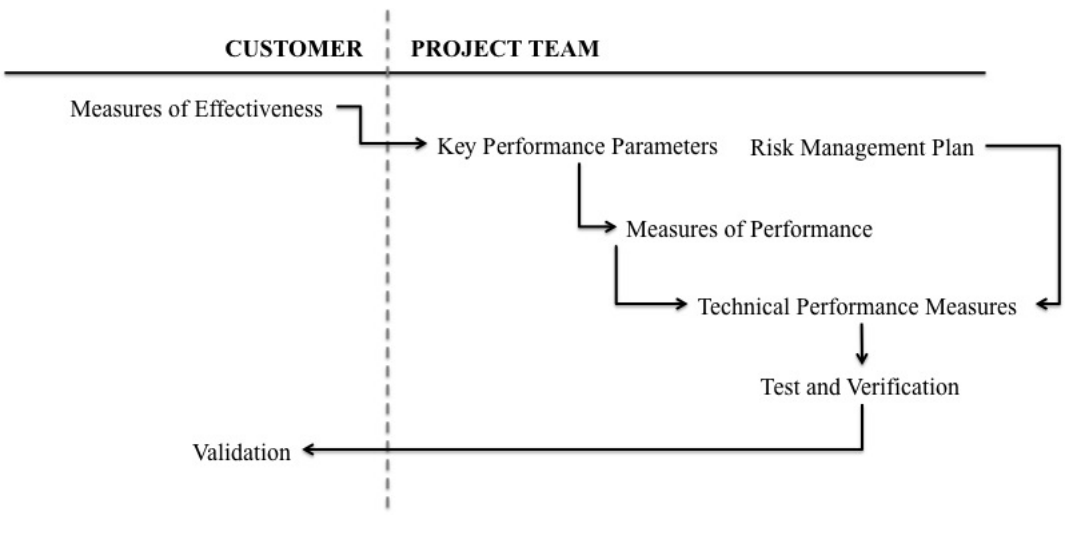 CUSTOMER
PROJECT TEAM
Measures of Effectiveness
Key Performance Parameters
Risk Management Plan
Measures of Performance
Technical Performance Measures
Test and Verification
Validation